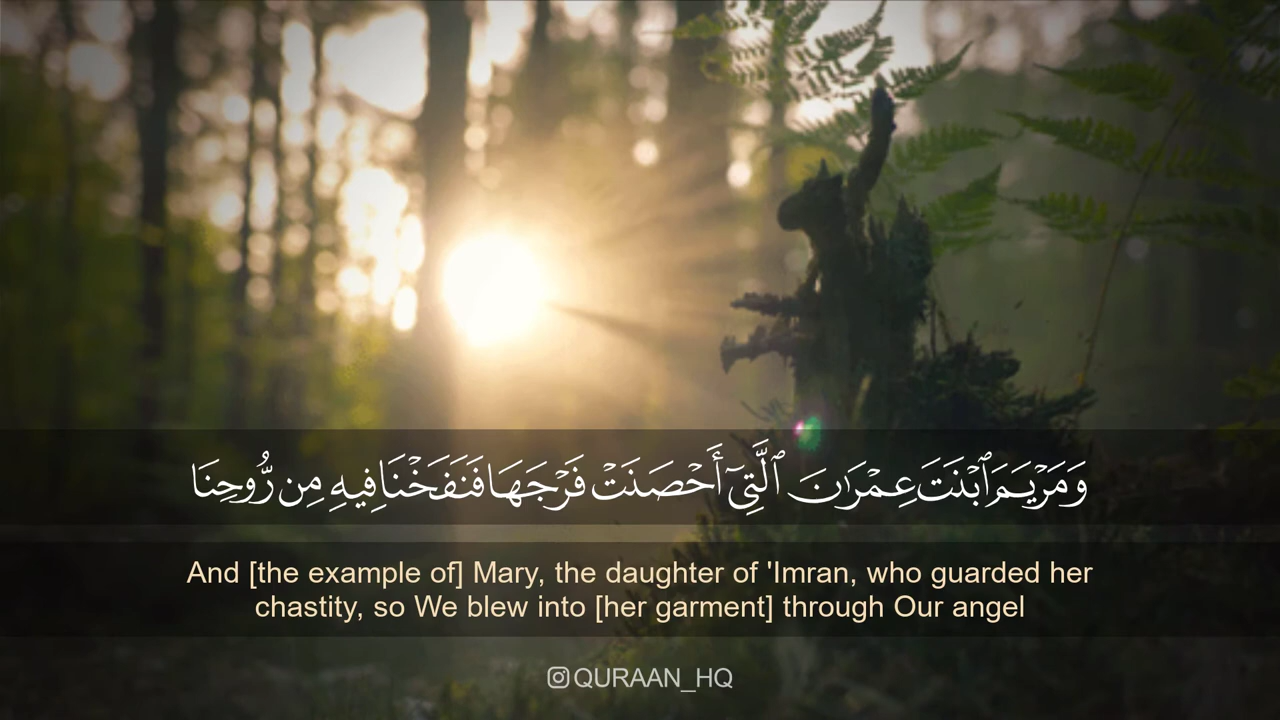 وَمَرْيَمَ ٱبْنَتَ عِمْرَٰنَ ٱلَّتِىٓ أَحْصَنَتْ فَرْجَهَا فَنَفَخْنَا فِيهِ مِن رُّوحِنَا
And [the example of] Mary, the daughter of 'Imran, who guarded her
chastity, so We blew into [her garment] through Our angel
QURAAN_HQ